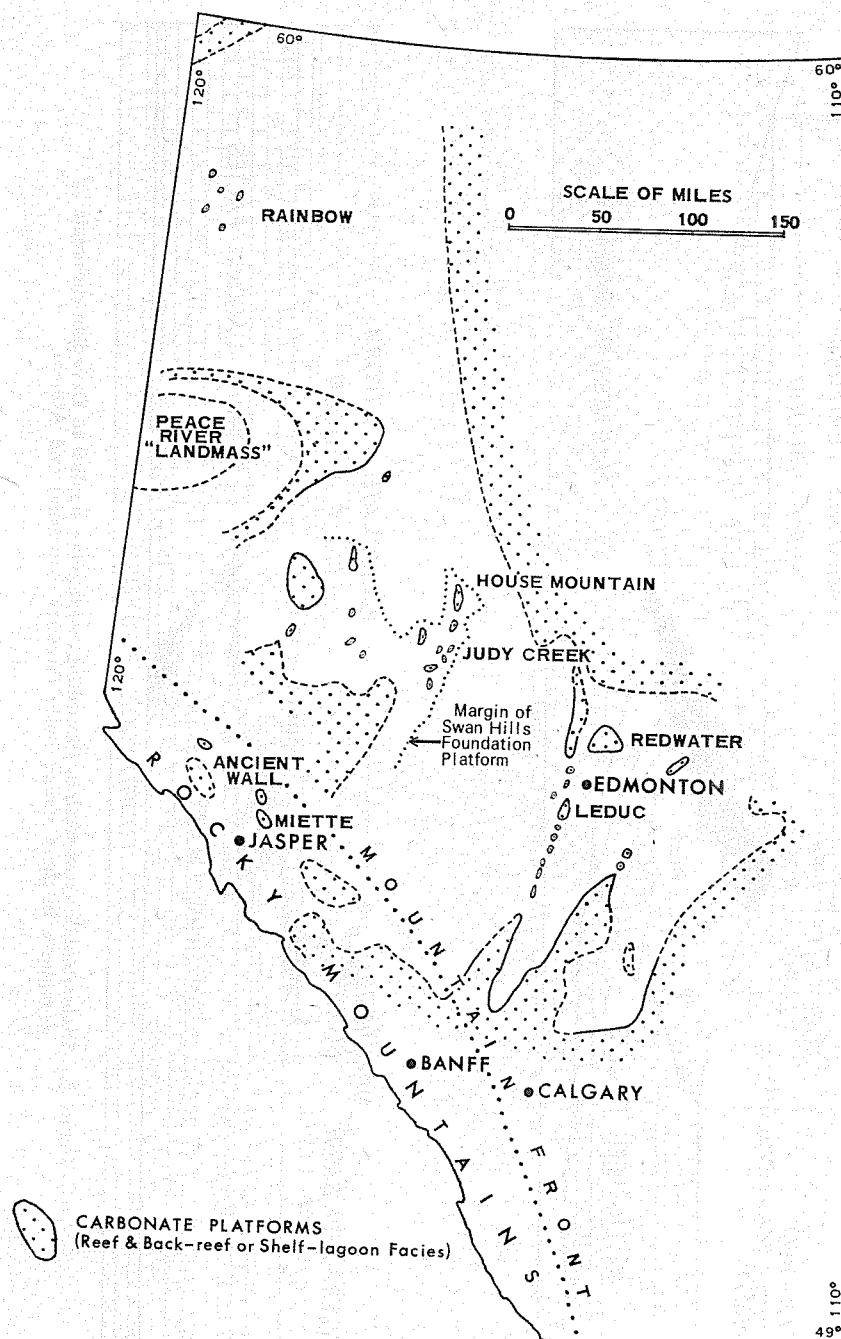 60°
60°
120°
110°
SCALE OF MILES
0 50 100 150
RAINBOW
PEACE
RIVER
"LANDMASS"
HOUSE MOUNTAIN
JUDY CREEK
120°
Margin of
Swan Hills
Foundation
Platform
REDWATER
ANCIENT
WALL
EDMONTON
LEDUC
MIETTE
JASPER
ROCKY MOUNTAINS
MOUNTAIN FRONT
BANFF
CALGARY
CARBONATE PLATFORMS
(Reef & Back-reef or Shelf-lagoon Facies)
110°
49°